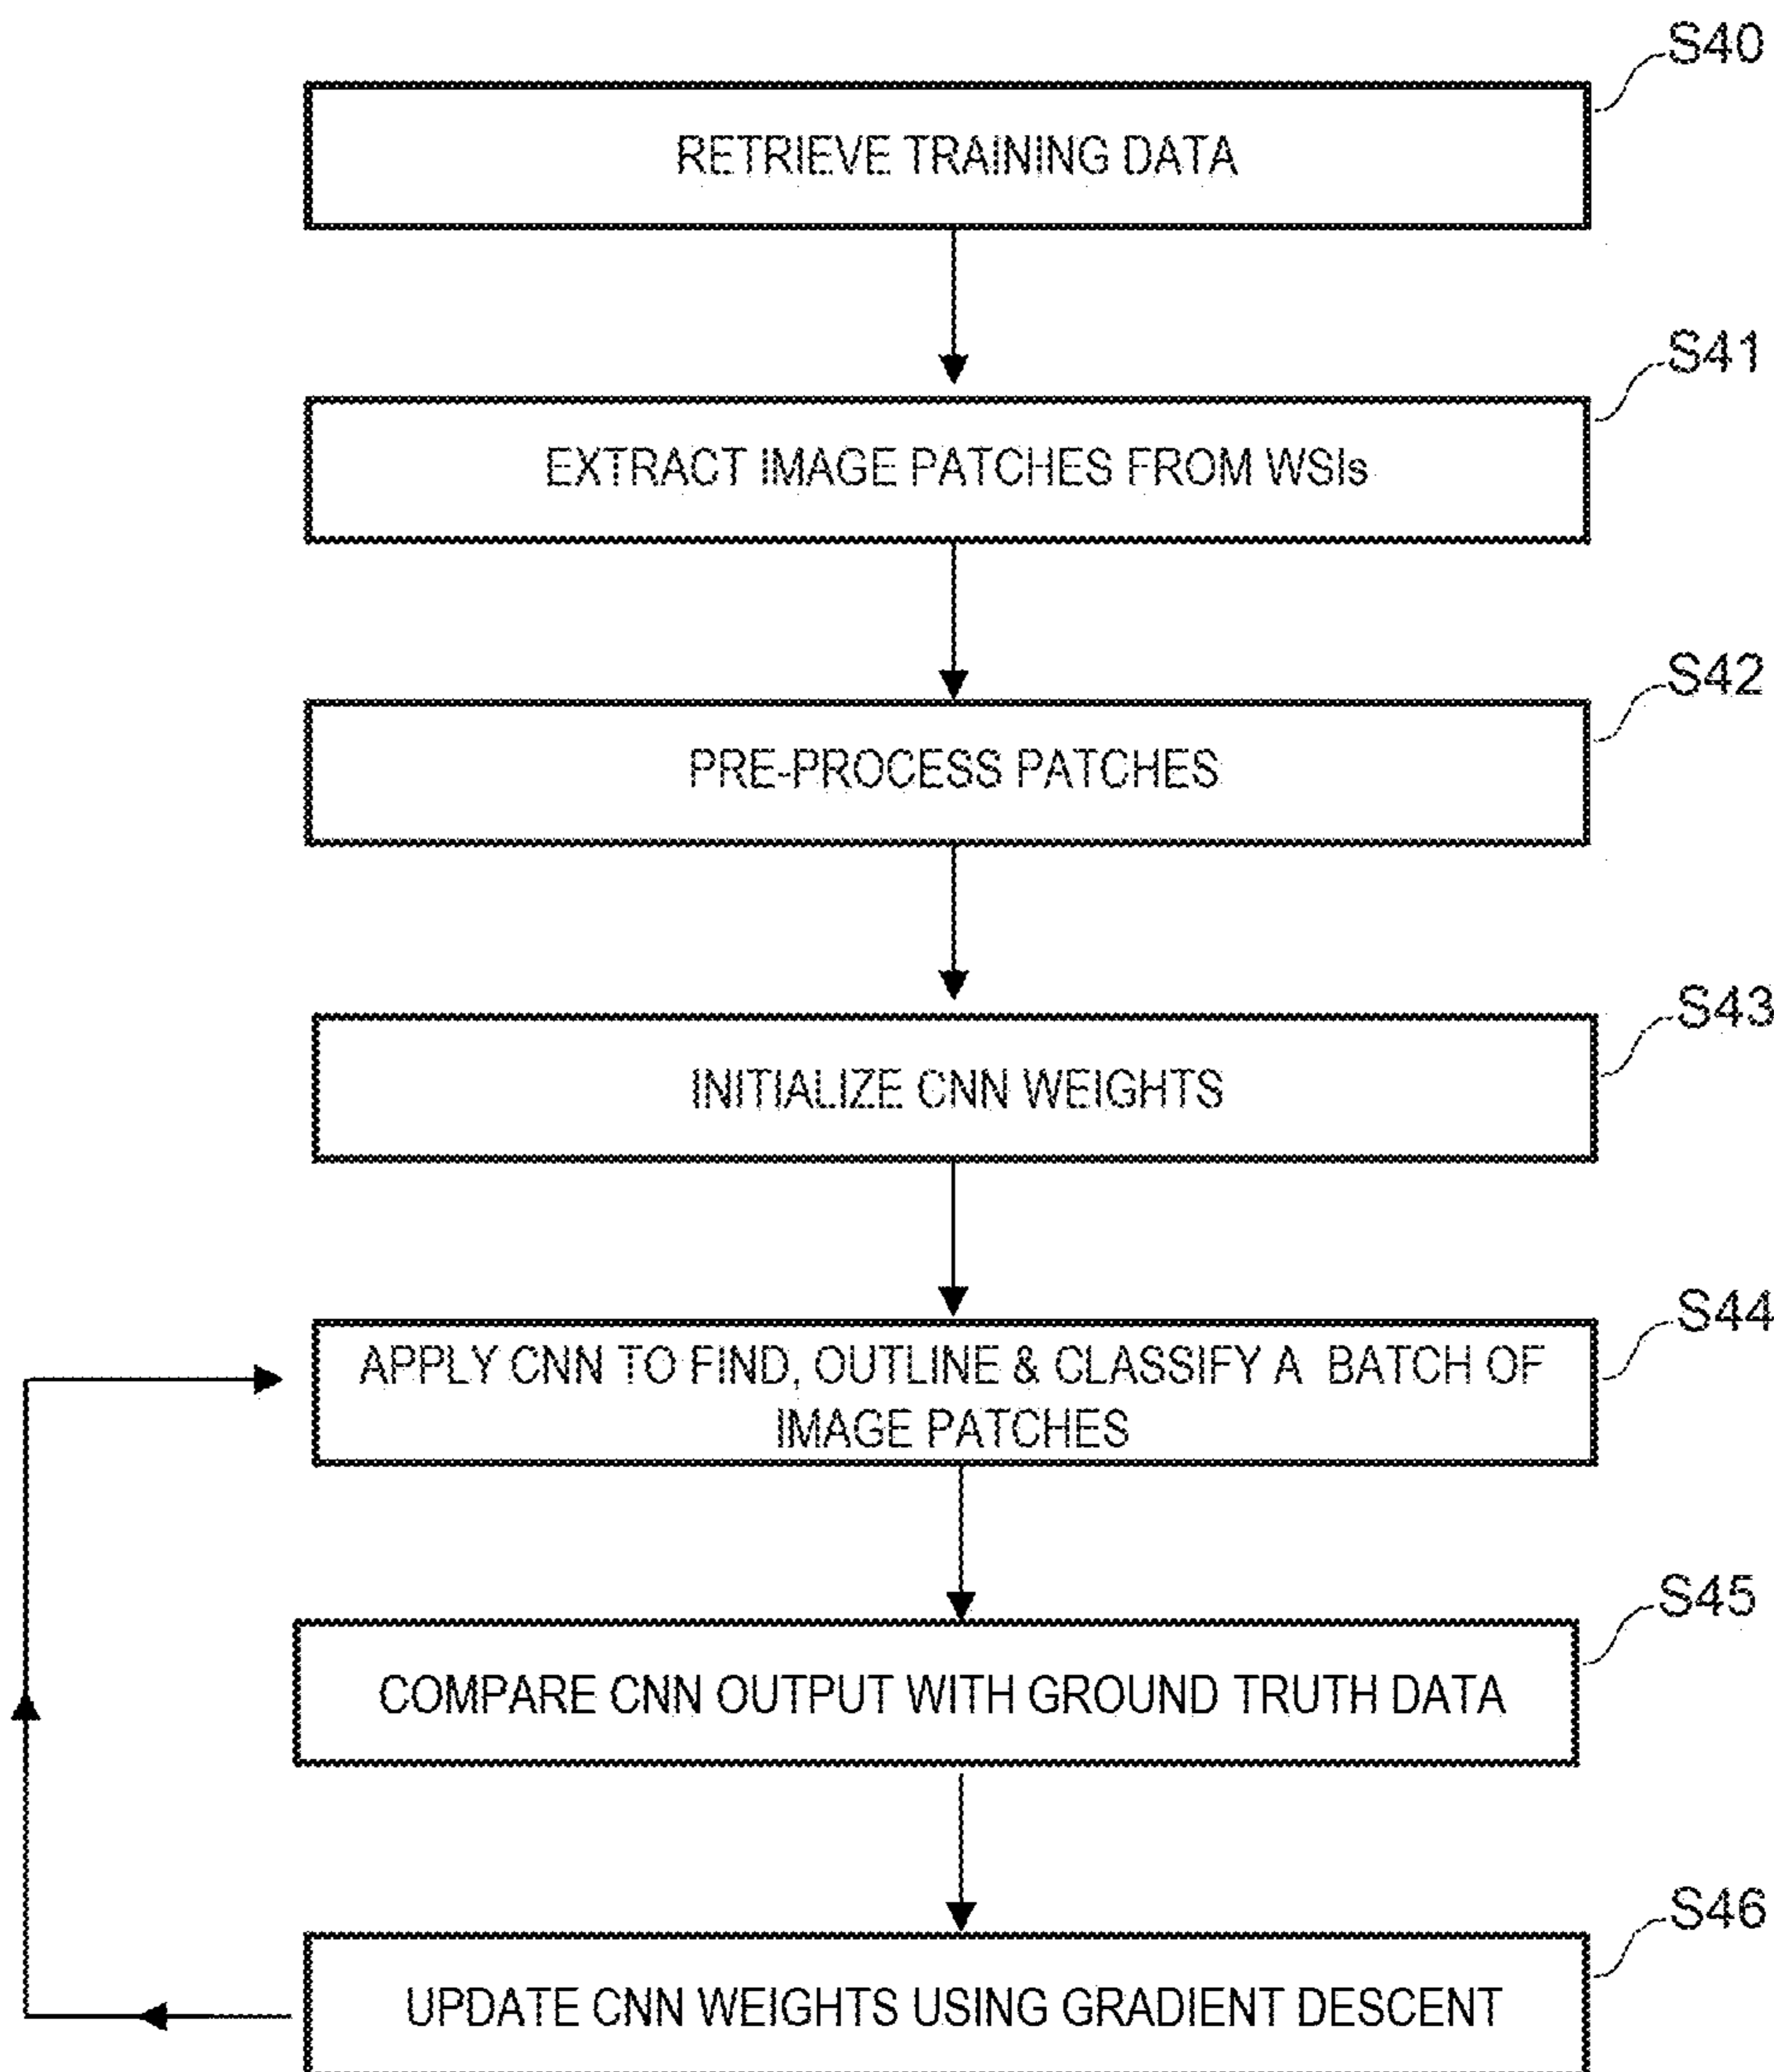 S40
RETRIEVE TRAINING DATA
S41
EXTRACT IMAGE PATCHES FROM WSIs
S42
PRE-PROCESS PATCHES
S43
INITIALIZE CNN WEIGHTS
S44
APPLY CNN TO FIND, OUTLINE & CLASSIFY A BATCH OF
IMAGE PATCHES
S45
COMPARE CNN OUTPUT WITH GROUND TRUTH DATA
S46
UPDATE CNN WEIGHTS USING GRADIENT DESCENT